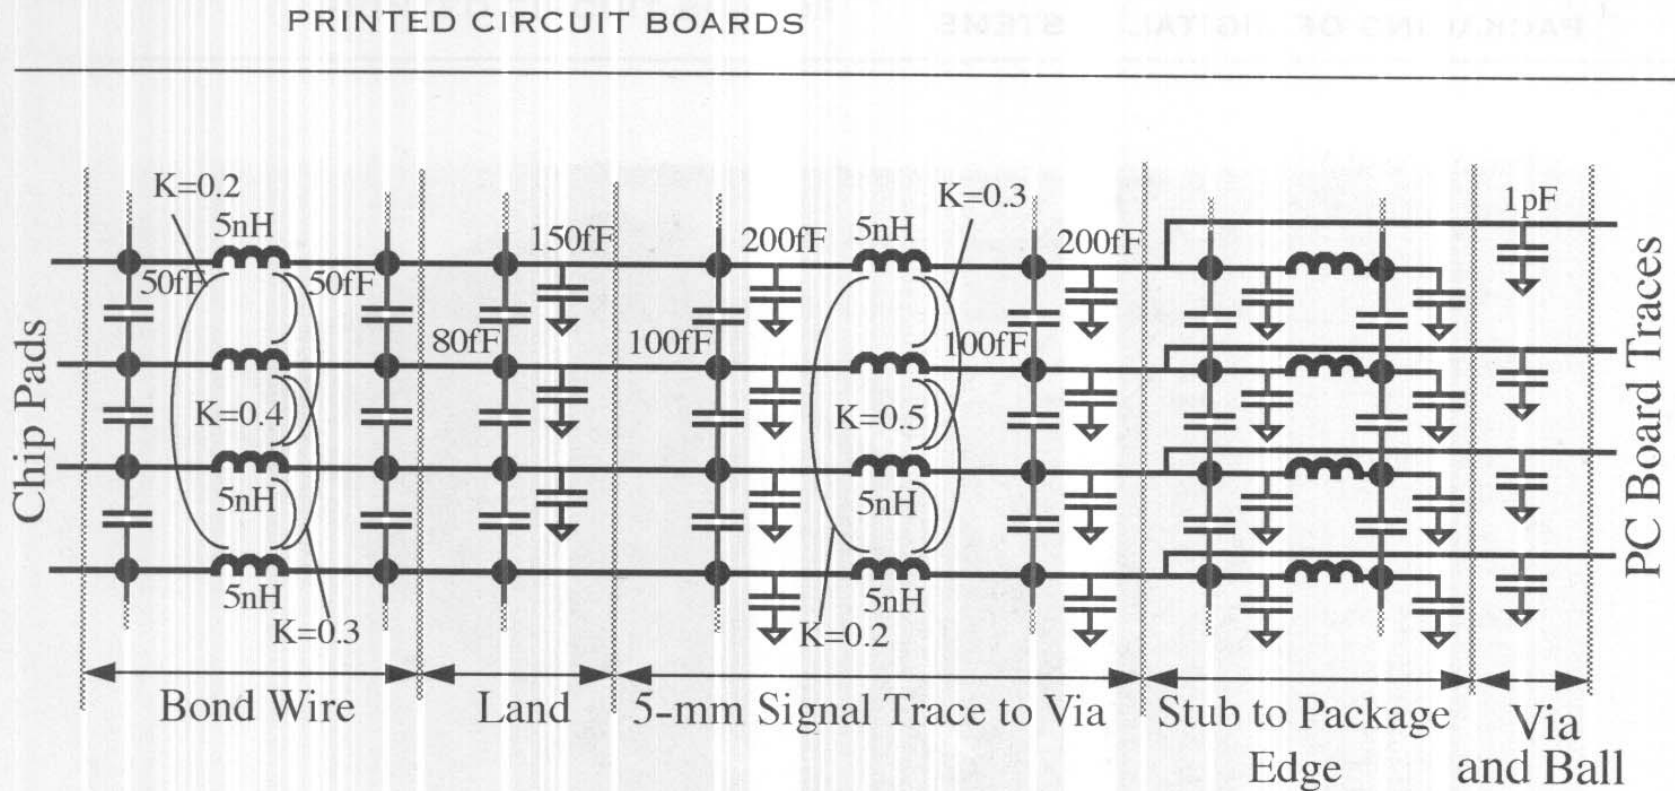 PRINTED CIRCUIT BOARDS
K=0.2
5nH
50fF
50fF
150fF
200fF
5nH
K=0.3
200fF
1pF
80fF
100fF
100fF
K=0.4
K=0.5
5nH
5nH
5nH
K=0.3
5nH
K=0.2
Chip Pads
PC Board Traces
Bond Wire
Land
5-mm Signal Trace to Via
Stub to Package
Edge
Via
and Ball